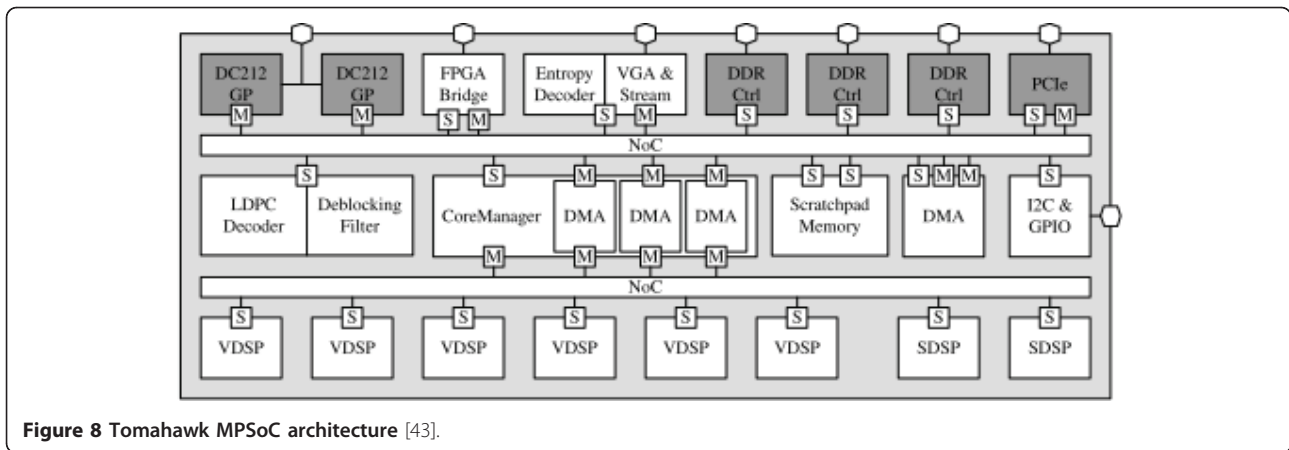 DC212 GP
DC212 GP
FPGA Bridge
Entropy Decoder
VGA & Stream
DDR Ctrl
DDR Ctrl
DDR Ctrl
PCIe
M
M
S M
S M
S
S
S
S M
NoC
S
S
M
M
M
S S
S M M
S
LDPC Decoder
Deblocking Filter
CoreManager
DMA
DMA
DMA
Scratchpad Memory
DMA
I2C & GPIO
M
M
M
M
NoC
S
S
S
S
S
S
S
S
VDSP
VDSP
VDSP
VDSP
VDSP
VDSP
SDSP
SDSP
Figure 8 Tomahawk MPSoC architecture [43].